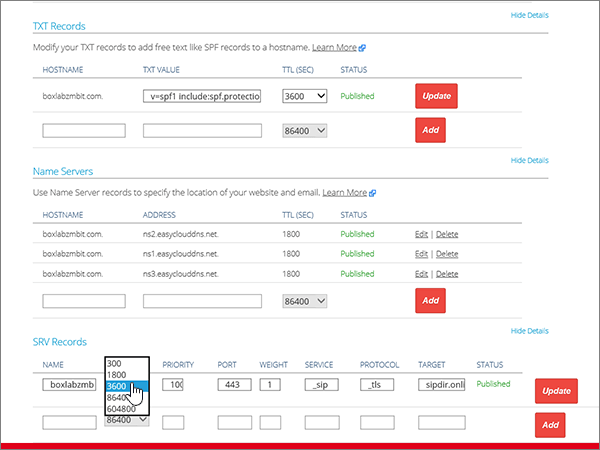 Hide Details
TXT Records
Modify your TXT records to add free text like SPF records to a hostname. Learn More
HOSTNAME TXT VALUE TTL (SEC) STATUS
boxlabzmbit.com. v=spf1 include:spf.protectio 3600 Published Update
86400 Add
Hide Details
Name Servers
Use Name Server records to specify the location of your website and email. Learn More
HOSTNAME ADDRESS TTL (SEC) STATUS
boxlabzmbit.com. ns2.easyclouddns.net. 1800 Published Edit | Delete
boxlabzmbit.com. ns1.easyclouddns.net. 1800 Published Edit | Delete
boxlabzmbit.com. ns3.easyclouddns.net. 1800 Published Edit | Delete
86400 Add
Hide Details
SRV Records
NAME PRIORITY PORT WEIGHT SERVICE PROTOCOL TARGET STATUS
300
1800
3600
8640
604800
boxlabzmb 100 443 1 _sip _tls sipdir.onli Published Update
86400 Add